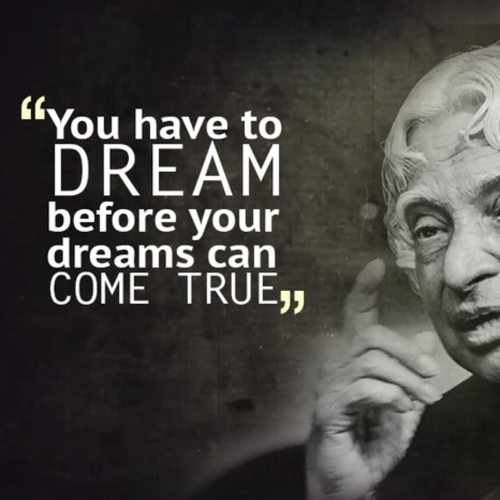 “You have to
DREAM
before your
dreams can
COME TRUE”